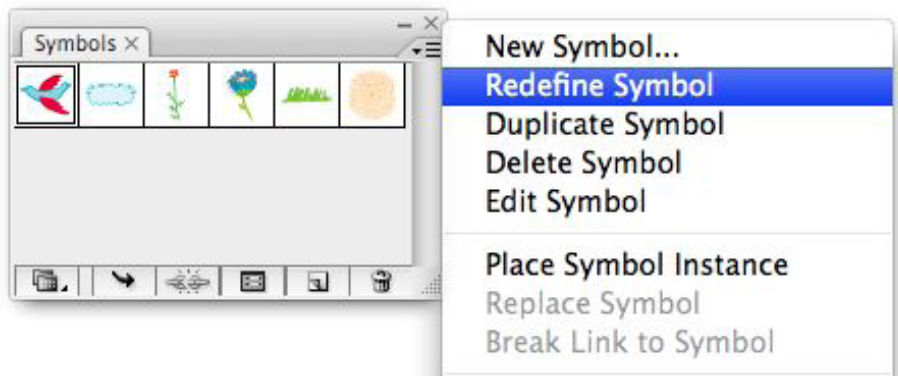 Symbols
New Symbol...
Redefine Symbol
Duplicate Symbol
Delete Symbol
Edit Symbol
Place Symbol Instance
Replace Symbol
Break Link to Symbol